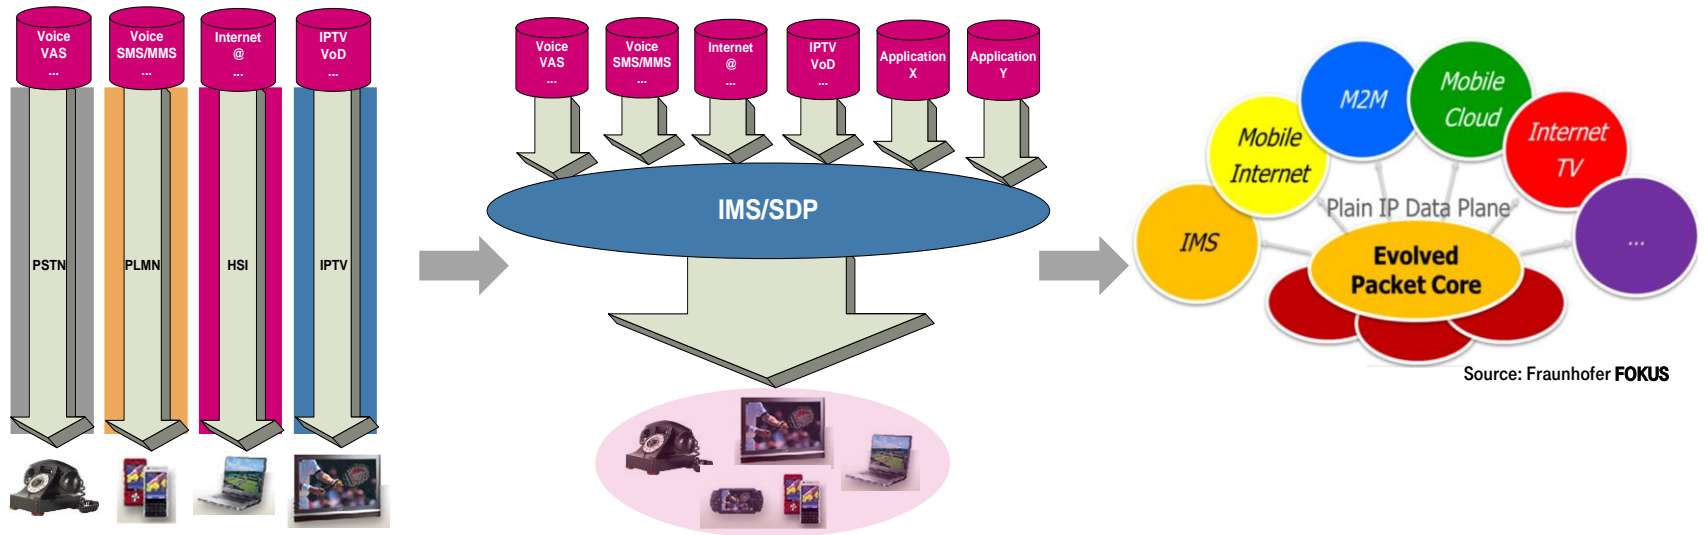 Voice
VAS
...
Voice
SMS/MMS
...
Internet
@
...
IPTV
VoD
...
PSTN
PLMN
HSI
IPTV
Voice
VAS
...
Voice
SMS/MMS
...
Internet
@
...
IPTV
VoD
...
Application
X
Application
Y
IMS/SDP
M2M
Mobile
Cloud
Mobile
Internet
Internet
TV
Plain IP Data Plane
IMS
...
Evolved
Packet Core
Source: Fraunhofer FOKUS